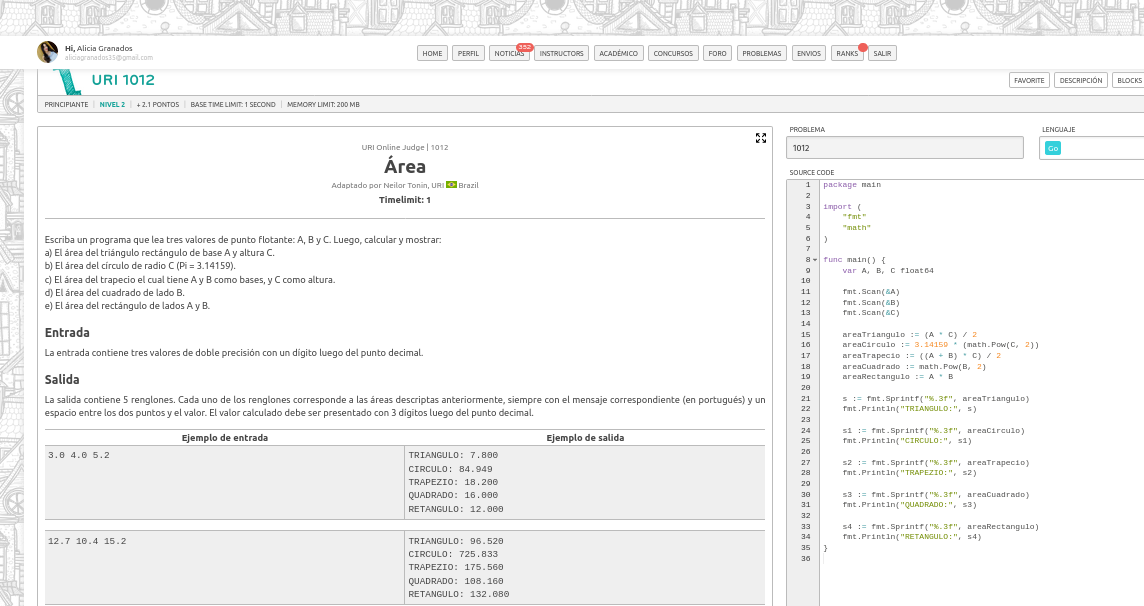 Hi, Alicia Granados
aliciagranados35@gmail.com
HOME PERFIL NOTICIAS 352 INSTRUCTORS ACADÉMICO CONCURSOS FORO PROBLEMAS ENVIOS RANKS SALIR
URI 1012
FAVORITE DESCRIPCIÓN BLOCKS
PRINCIPIANTE NIVEL 2 + 2.1 PONTOS BASE TIME LIMIT: 1 SECOND MEMORY LIMIT: 200 MB
URI Online Judge | 1012
Área
Adaptado por Neilor Tonin, URI Brazil
Timelimit: 1
Escriba un programa que lea tres valores de punto flotante: A, B y C. Luego, calcular y mostrar:
a) El área del triángulo rectángulo de base A y altura C.
b) El área del círculo de radio C (Pi = 3.14159).
c) El área del trapecio el cual tiene A y B como bases, y C como altura.
d) El área del cuadrado de lado B.
e) El área del rectángulo de lados A y B.
Entrada
La entrada contiene tres valores de doble precisión con un dígito luego del punto decimal.
Salida
La salida contiene 5 renglones. Cada uno de los renglones corresponde a las áreas descriptas anteriormente, siempre con el mensaje correspondiente (en portugués) y un
espacio entre los dos puntos y el valor. El valor calculado debe ser presentado con 3 dígitos luego del punto decimal.
Ejemplo de entrada Ejemplo de salida
3.0 4.0 5.2 TRIANGULO: 7.800
CIRCULO: 84.949
TRAPEZIO: 18.200
QUADRADO: 16.000
RETANGULO: 12.000
12.7 10.4 15.2 TRIANGULO: 96.520
CIRCULO: 725.833
TRAPEZIO: 175.560
QUADRADO: 108.160
RETANGULO: 132.080
PROBLEMA LENGUAJE
1012 Go
SOURCE CODE
1 package main
2
3 import (
4 "fmt"
5 "math"
6 )
7
8 func main() {
9 var A, B, C float64
10
11 fmt.Scan(&A)
12 fmt.Scan(&B)
13 fmt.Scan(&C)
14
15 areaTriangulo := (A * C) / 2
16 areaCirculo := 3.14159 * (math.Pow(C, 2))
17 areaTrapecio := ((A + B) * C) / 2
18 areaCuadrado := math.Pow(B, 2)
19 areaRectangulo := A * B
20
21 s := fmt.Sprintf("%.3f", areaTriangulo)
22 fmt.Println("TRIANGULO:", s)
23
24 s1 := fmt.Sprintf("%.3f", areaCirculo)
25 fmt.Println("CIRCULO:", s1)
26
27 s2 := fmt.Sprintf("%.3f", areaTrapecio)
28 fmt.Println("TRAPEZIO:", s2)
29
30 s3 := fmt.Sprintf("%.3f", areaCuadrado)
31 fmt.Println("QUADRADO:", s3)
32
33 s4 := fmt.Sprintf("%.3f", areaRectangulo)
34 fmt.Println("RETANGULO:", s4)
35 }
36